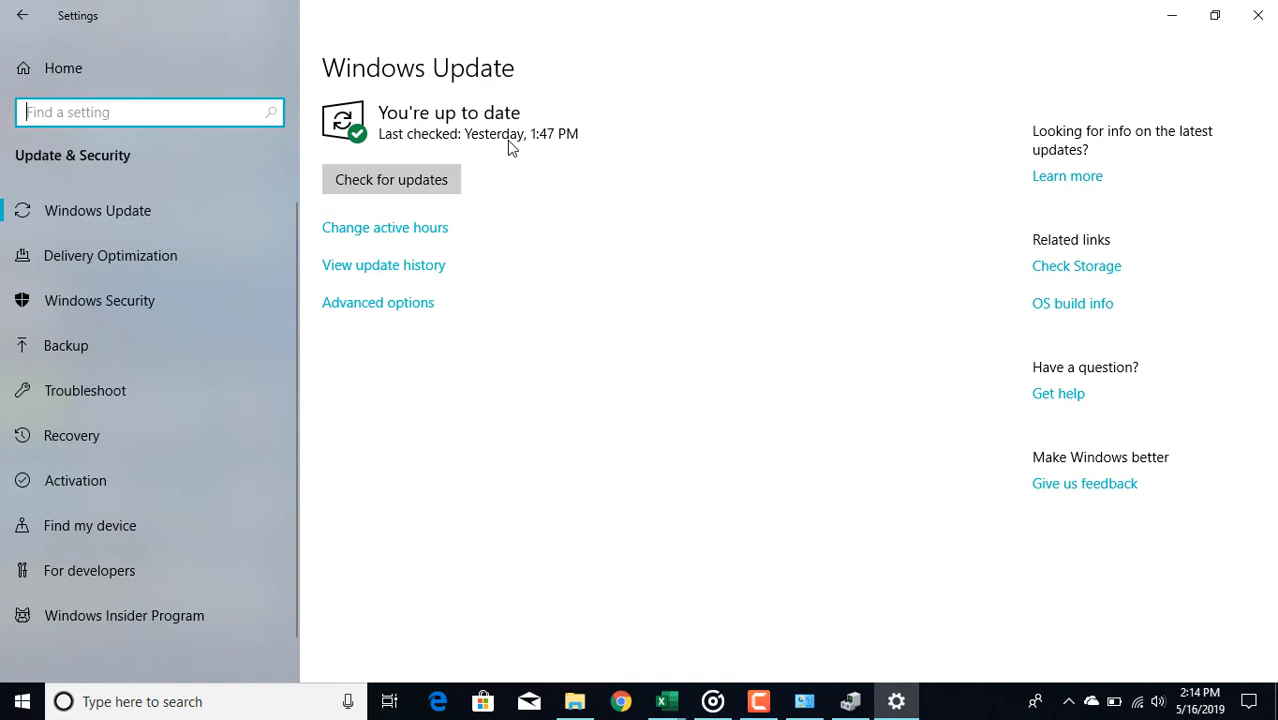 Settings
Home
Find a setting
Update & Security
Windows Update
Delivery Optimization
Windows Security
Backup
Troubleshoot
Recovery
Activation
Find my device
For developers
Windows Insider Program
Windows Update
You're up to date
Last checked: Yesterday, 1:47 PM
Check for updates
Change active hours
View update history
Advanced options
Looking for info on the latest
updates?
Learn more
Related links
Check Storage
OS build info
Have a question?
Get help
Make Windows better
Give us feedback
Type here to search
2:14 PM
5/16/2019